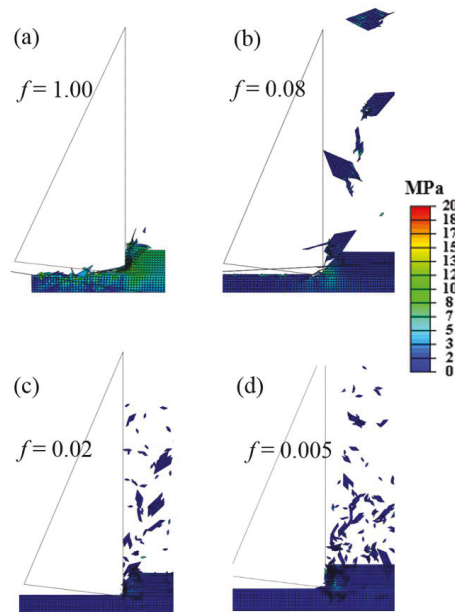 (a)
f = 1.00
(b)
f = 0.08
MPa
20
18
17
15
13
12
10
8
7
5
3
2
0
(c)
f = 0.02
(d)
f = 0.005